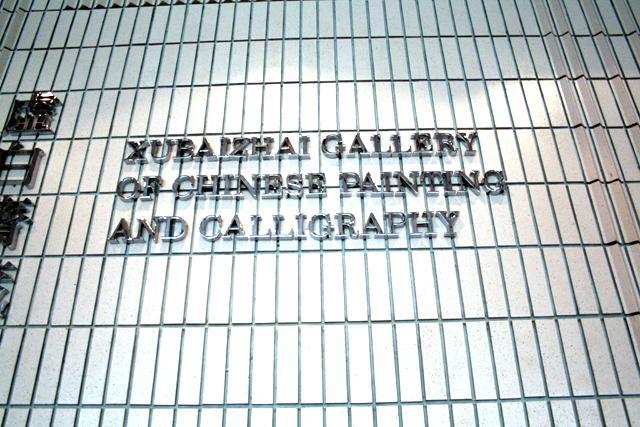 XUBAIZHAI GALLERY
OF CHINESE PAINTING
AND CALLIGRAPHY